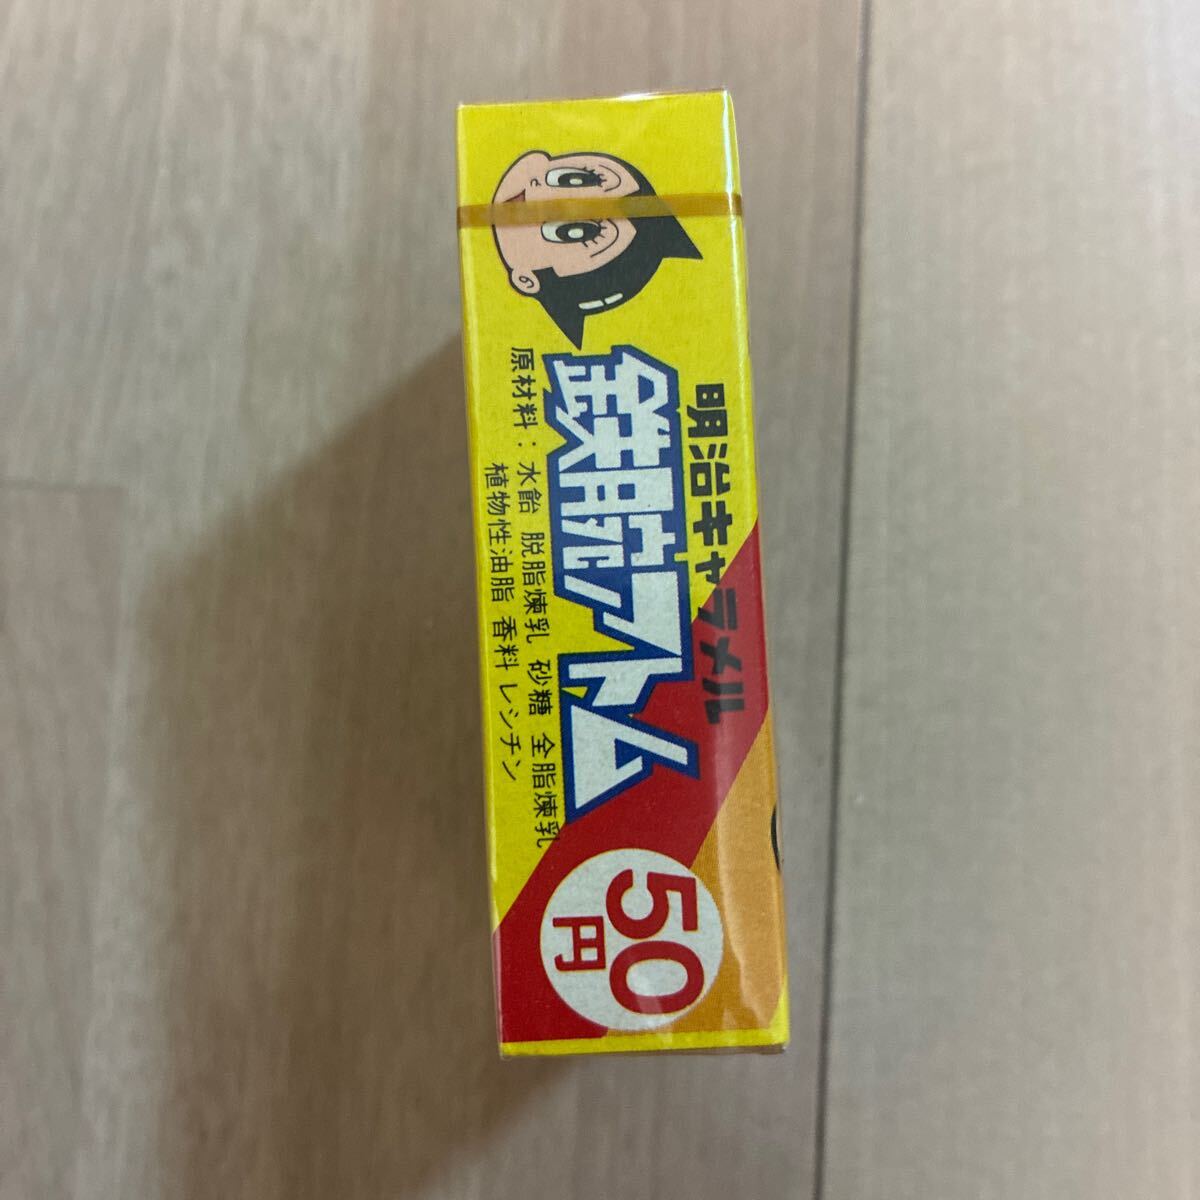 明治キャラメル
鉄腕アトム
原材料：水飴 脱脂煉乳 砂糖 全脂煉乳
植物性油脂 香料 レシチン
50
円